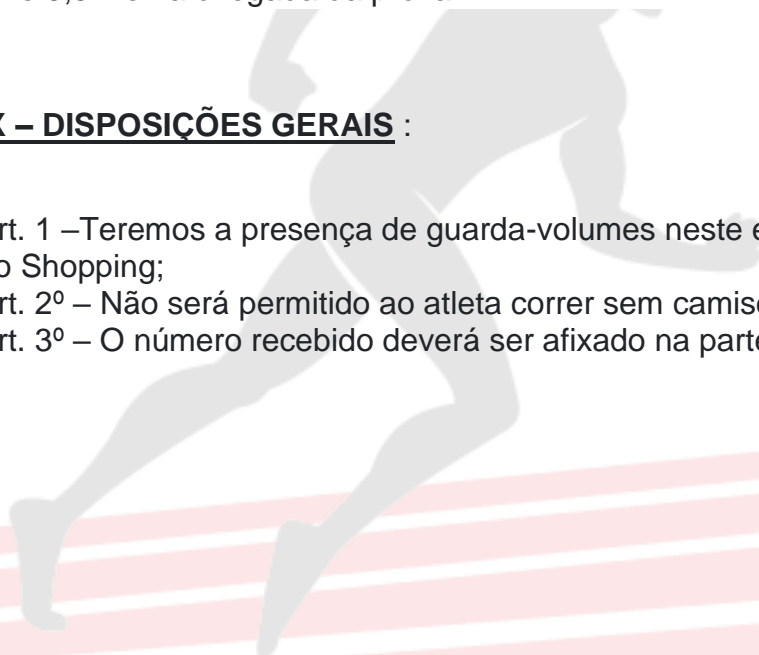 X – DISPOSIÇÕES GERAIS :
rt. 1 –Teremos a presença de guarda-volumes neste
o Shopping;
rt. 2º – Não será permitido ao atleta correr sem camis
rt. 3º – O número recebido deverá ser afixado na parte